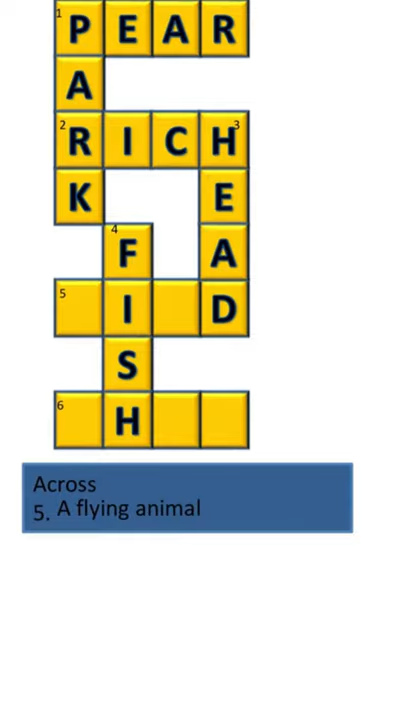 1 P E A R
A
2 R I C H 3
K E
4 F A
5 I D
S
6 H
Across
5. A flying animal